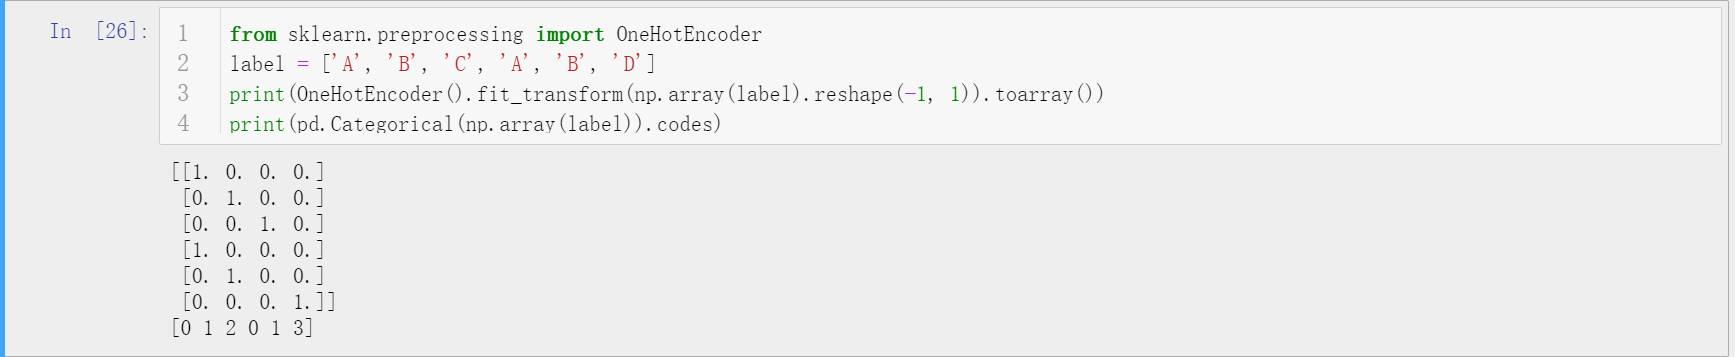 In [26]:
1 from sklearn.preprocessing import OneHotEncoder
2 label = ['A', 'B', 'C', 'A', 'B', 'D']
3 print(OneHotEncoder().fit_transform(np.array(label).reshape(-1, 1)).toarray())
4 print(pd.Categorical(np.array(label)).codes)
[[1. 0. 0. 0.]
 [0. 1. 0. 0.]
 [0. 0. 1. 0.]
 [1. 0. 0. 0.]
 [0. 1. 0. 0.]
 [0. 0. 0. 1.]]
[0 1 2 0 1 3]